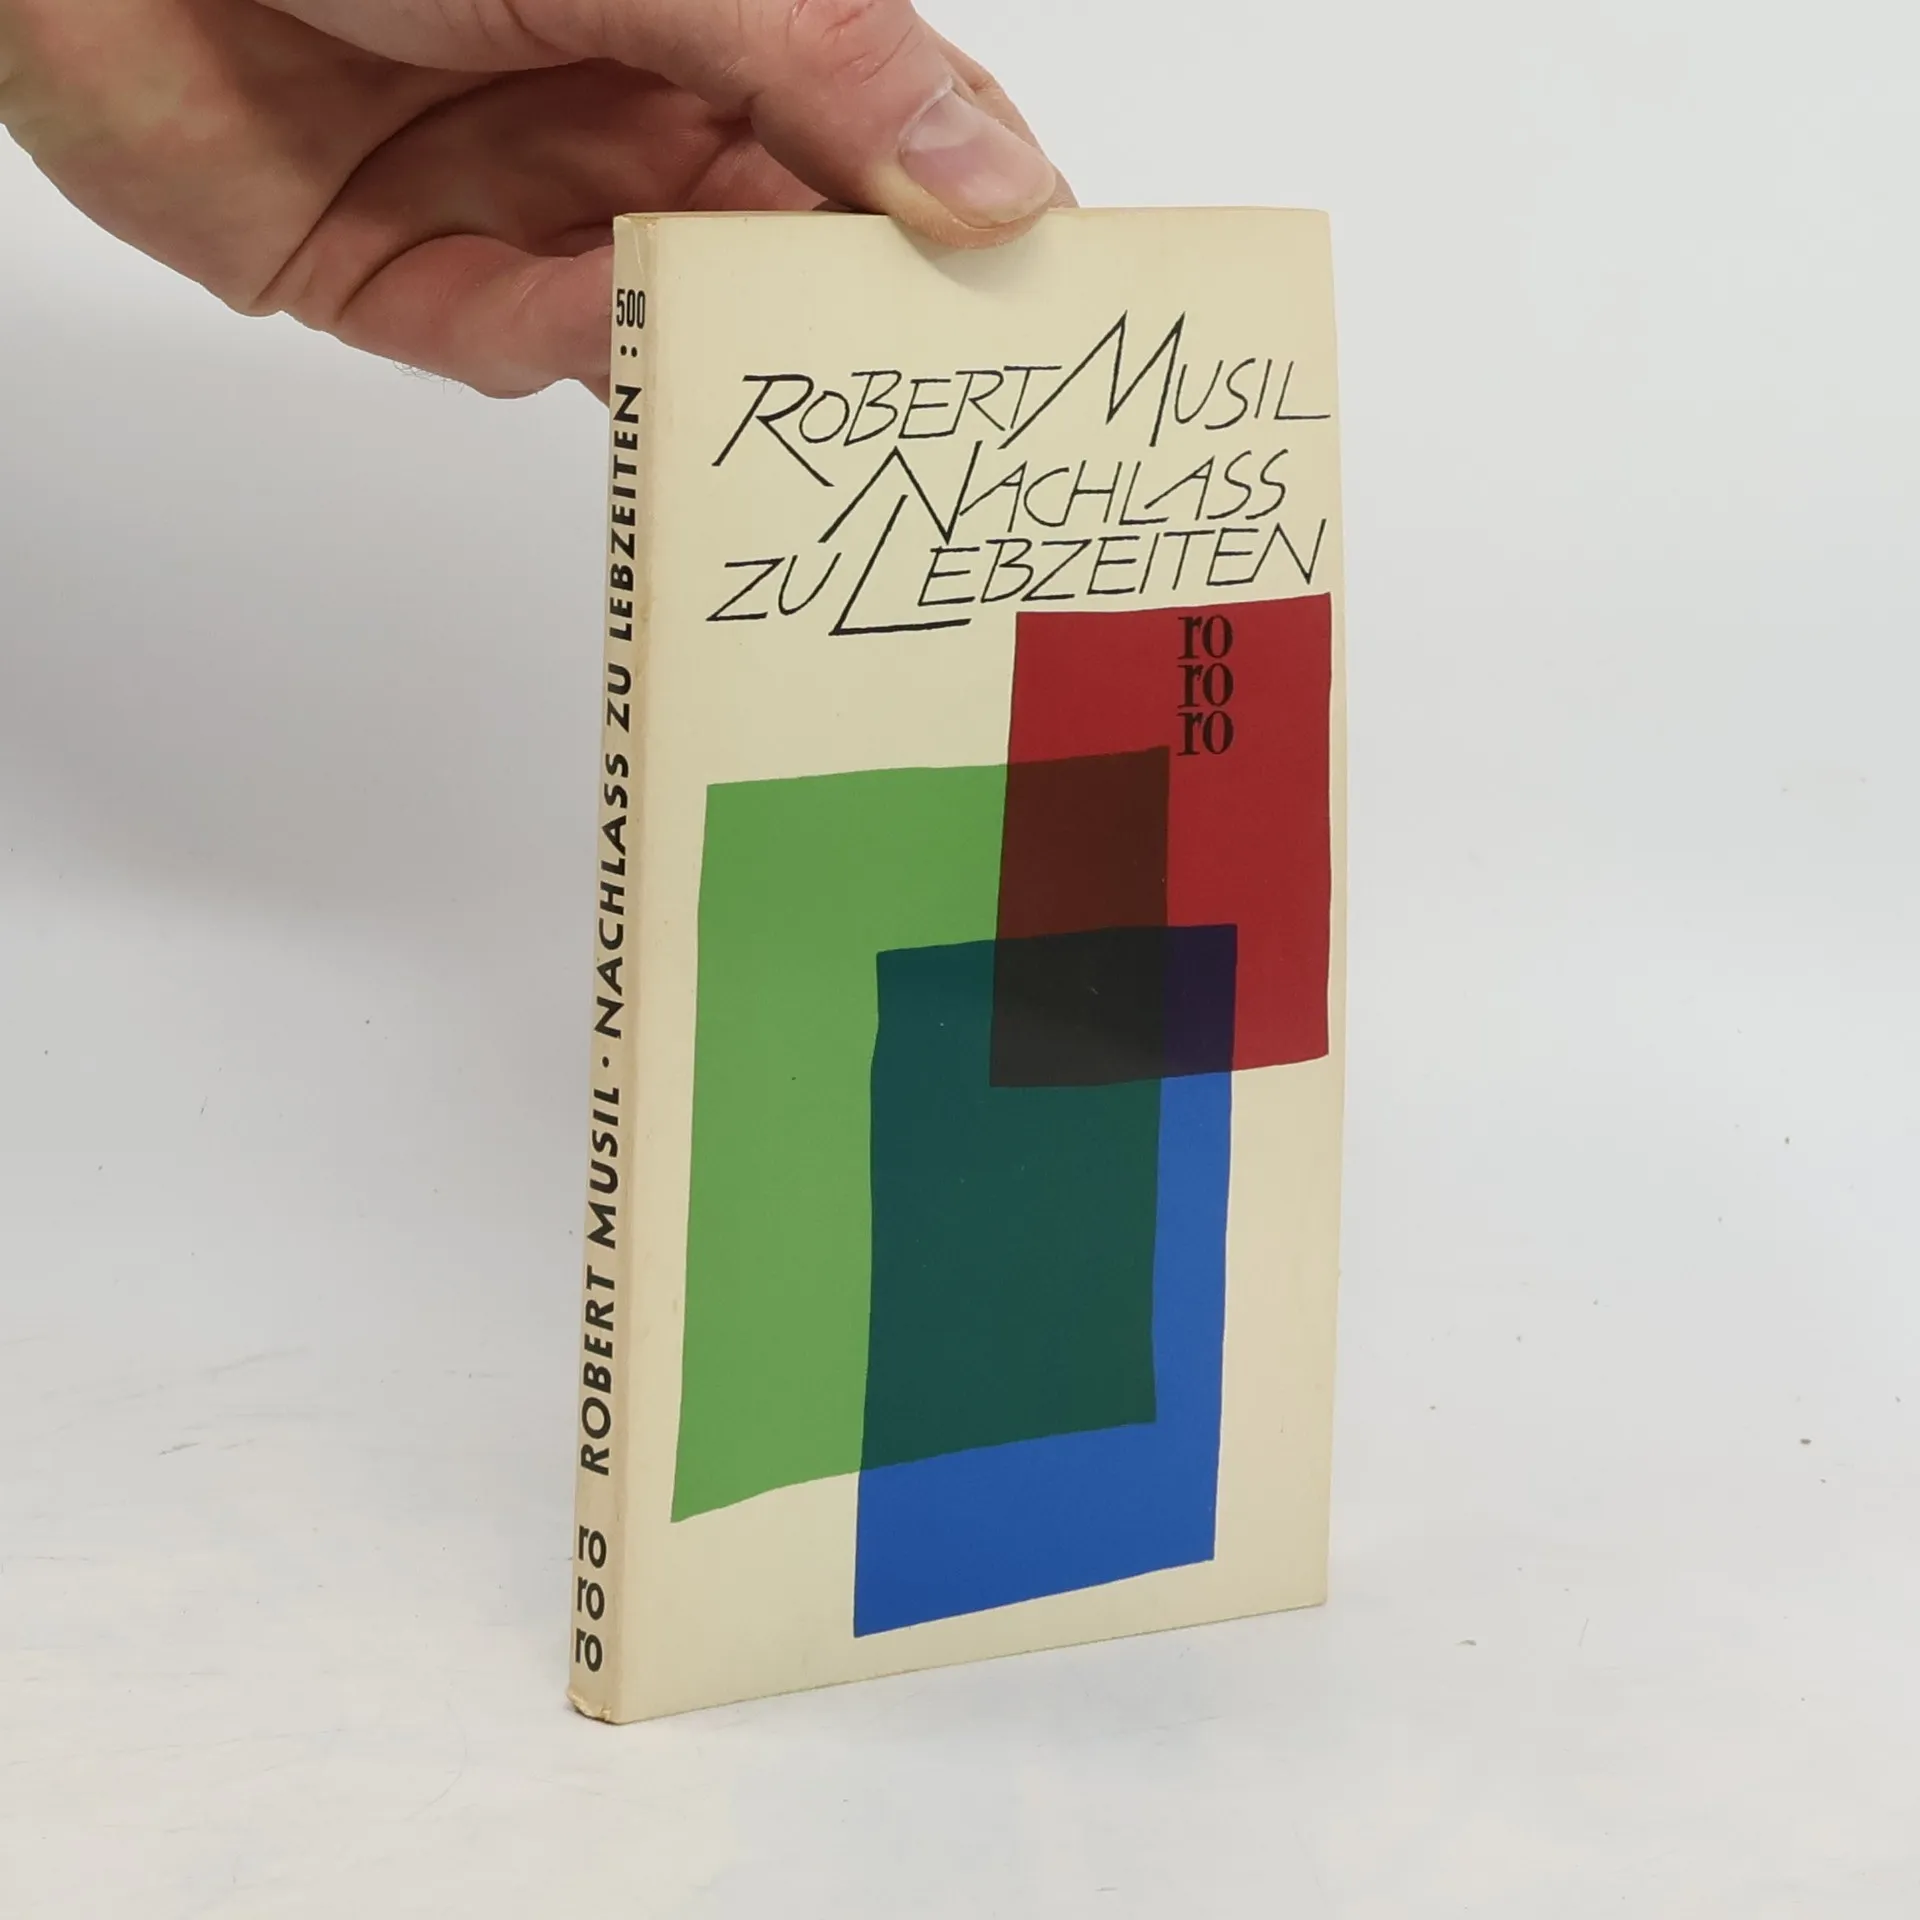 ROBERT MUSIL
NACHLASS
ZU LEBZEITEN
ro
ro
ro
ro
ro
ro
ROBERT MUSIL · NACHLASS ZU LEBZEITEN : 500